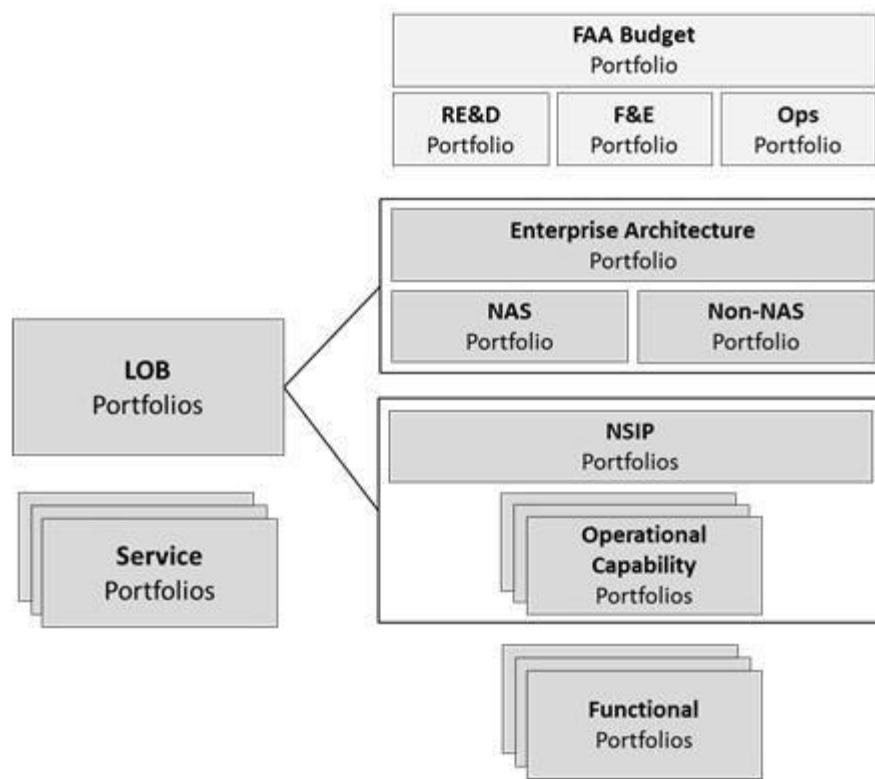 FAA Budget
Portfolio
RE&D
Portfolio
F&E
Portfolio
Ops
Portfolio
Enterprise Architecture
Portfolio
NAS
Portfolio
Non-NAS
Portfolio
LOB
Portfolios
NSIP
Portfolios
Service
Portfolios
Operational
Capability
Portfolios
Functional
Portfolios